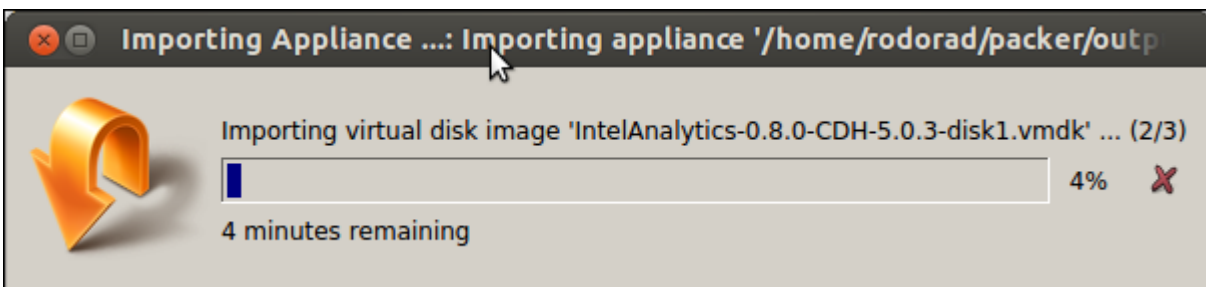 Importing Appliance ...: Importing appliance '/home/rodorad/packer/outp
Importing virtual disk image 'IntelAnalytics-0.8.0-CDH-5.0.3-disk1.vmdk' ... (2/3)
4%
4 minutes remaining